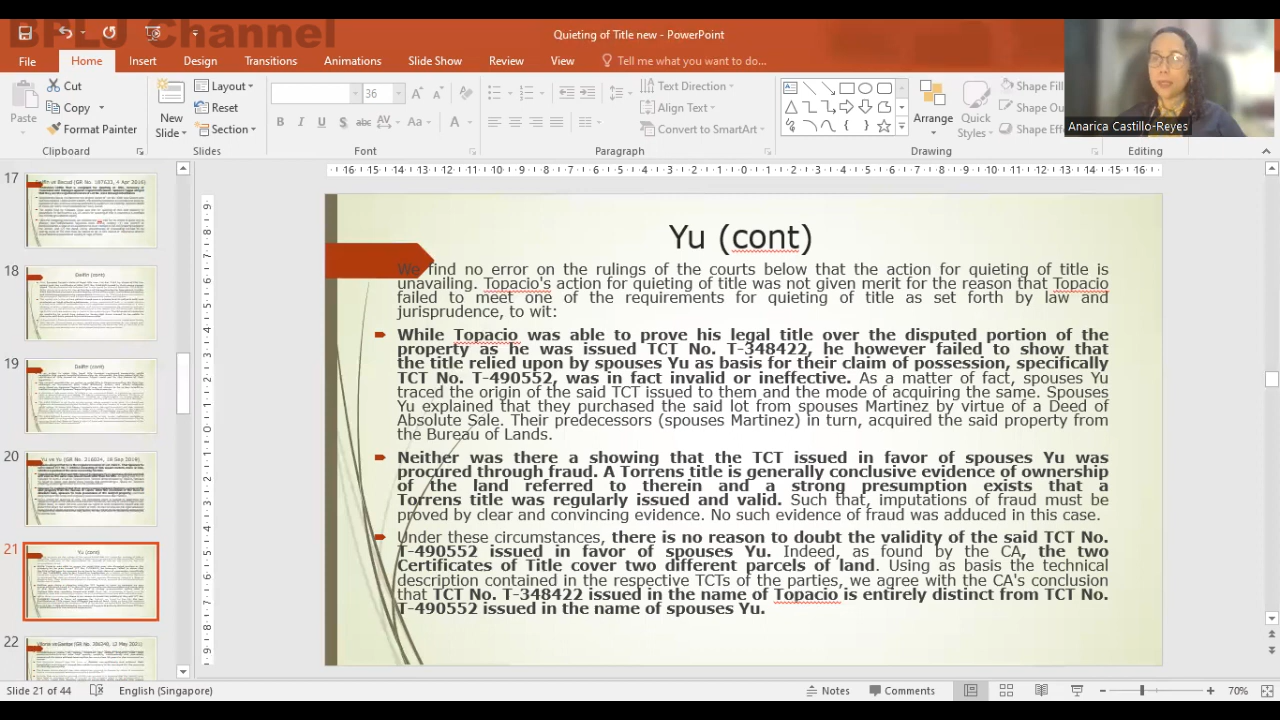 BPLJ Channel
Quieting of Title new - PowerPoint
File Home Insert Design Transitions Animations Slide Show Review View Tell me what you want to do...
Paste
Cut
Copy
Format Painter
Clipboard
New
Slide
Layout
Reset
Section
Slides
36
B I U S abc AV Aa A
Font
Text Direction
Align Text
Convert to SmartArt
Paragraph
Arrange
Quick
Styles
Shape Fill
Shape Ou
Shape Effe
Drawing
Editing
Anarica Castillo-Reyes
17
18
19
20
21
22
Yu (cont)
We find no error on the rulings of the courts below that the action for quieting of title is
unavailing. Topacio's action for quieting of title was not given merit for the reason that Topacio
failed to meet one of the requirements for quieting of title as set forth by law and
jurisprudence, to wit:
While Topacio was able to prove his legal title over the disputed portion of the
property as he was issued TCT No. T-348422, he however failed to show that
the title relied upon by spouses Yu as basis for their claim of possession, specifically
TCT No. T-490552, was in fact invalid or ineffective. As a matter of fact, spouses Yu
traced the origin of the said TCT issued to them and the mode of acquiring the same. Spouses
Yu explained that they purchased the said lot from spouses Martinez by virtue of a Deed of
Absolute Sale. Their predecessors (spouses Martinez) in turn, acquired the said property from
the Bureau of Lands.
Neither was there a showing that the TCT issued in favor of spouses Yu was
procured through fraud. A Torrens title is generally conclusive evidence of ownership
of the land referred to therein and a strong presumption exists that a
Torrens title was regularly issued and valid. Given that, imputations of fraud must be
proved by clear and convincing evidence. No such evidence of fraud was adduced in this case.
Under these circumstances, there is no reason to doubt the validity of the said TCT No.
T-490552 issued in favor of spouses Yu. Indeed, as found by the CA, the two
Certificates of Title cover two different parcels of land. Using as basis the technical
description contained in the respective TCTs of the parties, we agree with the CA's conclusion
that TCT No. T-348422 issued in the name of Topacio is entirely distinct from TCT No.
T-490552 issued in the name of spouses Yu.
Slide 21 of 44 English (Singapore) Notes Comments 70%